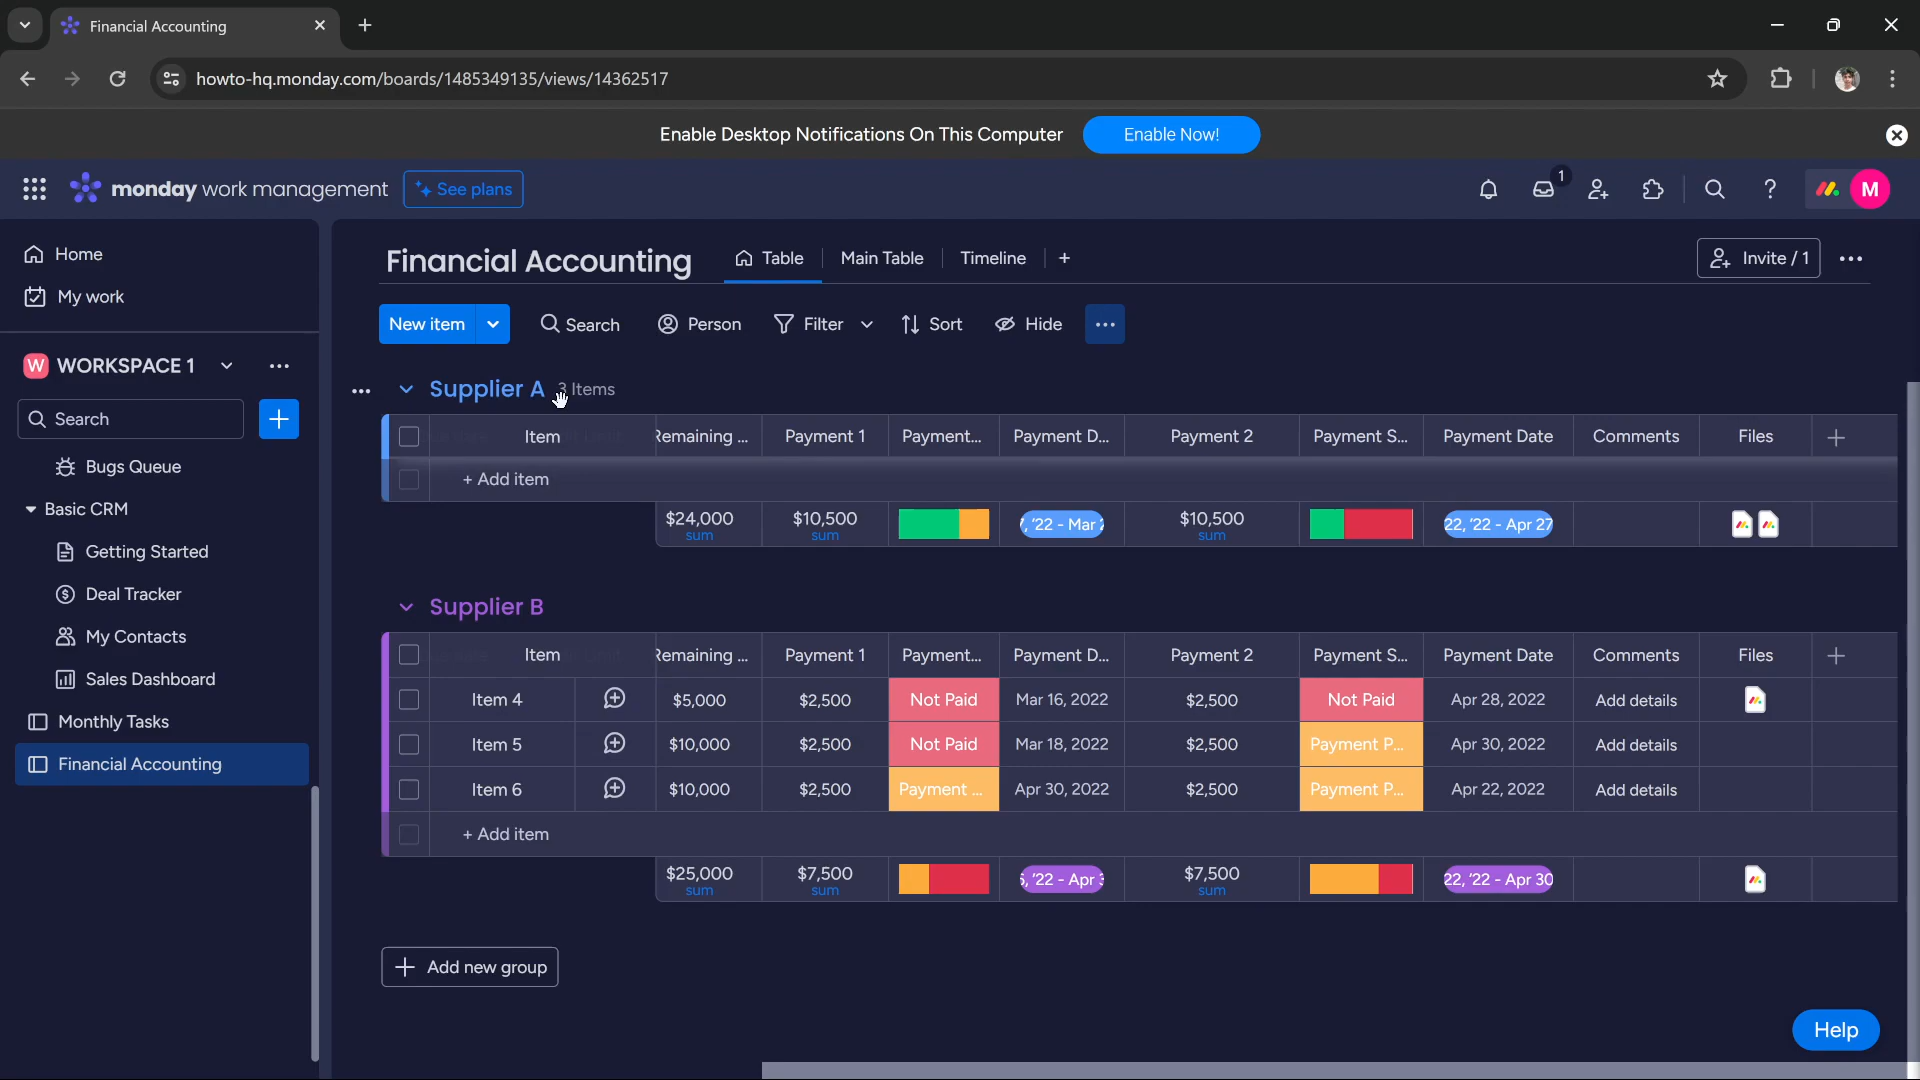 Financial Accounting
howto-hq.monday.com/boards/1485349135/views/14362517
Enable Desktop Notifications On This Computer
Enable Now!
monday work management
See plans
1
M
Home
My work
W WORKSPACE 1
Search
Bugs Queue
Basic CRM
Getting Started
Deal Tracker
My Contacts
Sales Dashboard
Monthly Tasks
Financial Accounting
Financial Accounting
Table
Main Table
Timeline
Invite / 1
New item
Search
Person
Filter
Sort
Hide
Supplier A 3 Items
Item Remaining ... Payment 1 Payment... Payment D... Payment 2 Payment S... Payment Date Comments Files
+ Add item
$24,000 $10,500 , '22 - Mar $10,500 22, '22 - Apr 27
sum sum sum
Supplier B
Item Remaining ... Payment 1 Payment... Payment D... Payment 2 Payment S... Payment Date Comments Files
Item 4 $5,000 $2,500 Not Paid Mar 16, 2022 $2,500 Not Paid Apr 28, 2022 Add details
Item 5 $10,000 $2,500 Not Paid Mar 18, 2022 $2,500 Payment P... Apr 30, 2022 Add details
Item 6 $10,000 $2,500 Payment ... Apr 30, 2022 $2,500 Payment P... Apr 22, 2022 Add details
+ Add item
$25,000 $7,500 , '22 - Apr $7,500 22, '22 - Apr 30
sum sum sum
Add new group
Help